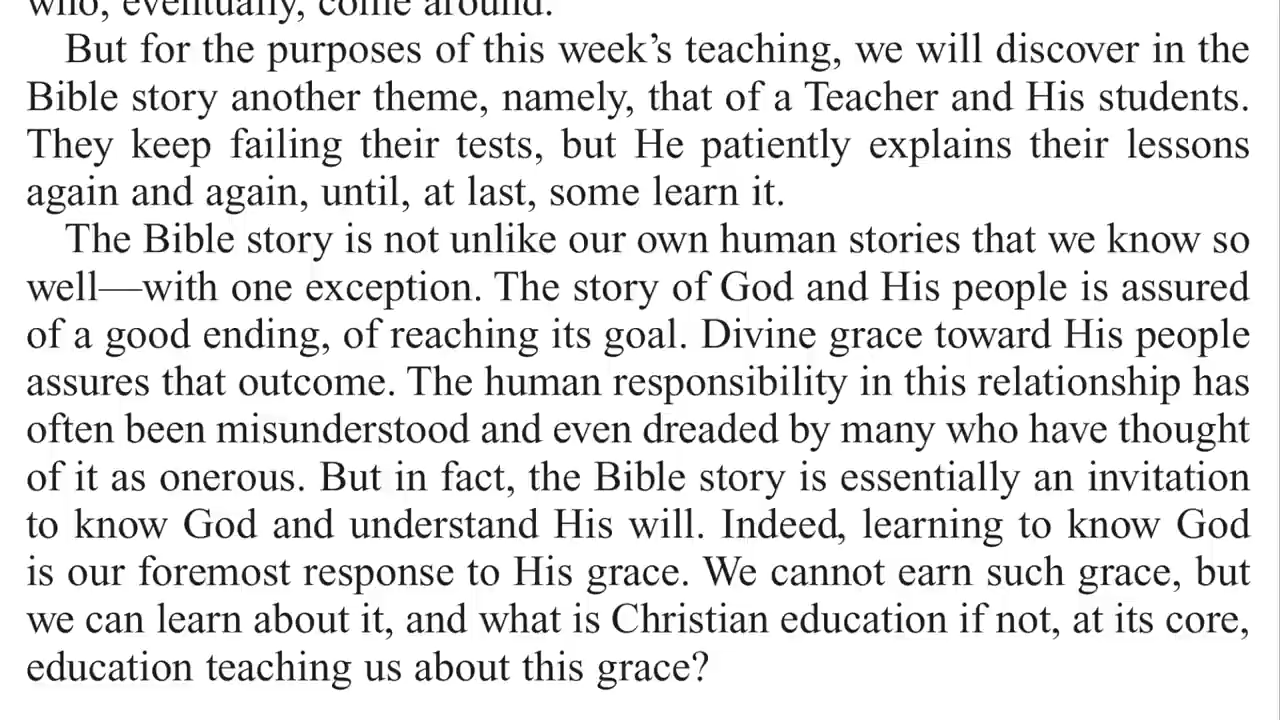 who, eventually, come around.
But for the purposes of this week’s teaching, we will discover in the
Bible story another theme, namely, that of a Teacher and His students.
They keep failing their tests, but He patiently explains their lessons
again and again, until, at last, some learn it.
The Bible story is not unlike our own human stories that we know so
well—with one exception. The story of God and His people is assured
of a good ending, of reaching its goal. Divine grace toward His people
assures that outcome. The human responsibility in this relationship has
often been misunderstood and even dreaded by many who have thought
of it as onerous. But in fact, the Bible story is essentially an invitation
to know God and understand His will. Indeed, learning to know God
is our foremost response to His grace. We cannot earn such grace, but
we can learn about it, and what is Christian education if not, at its core,
education teaching us about this grace?